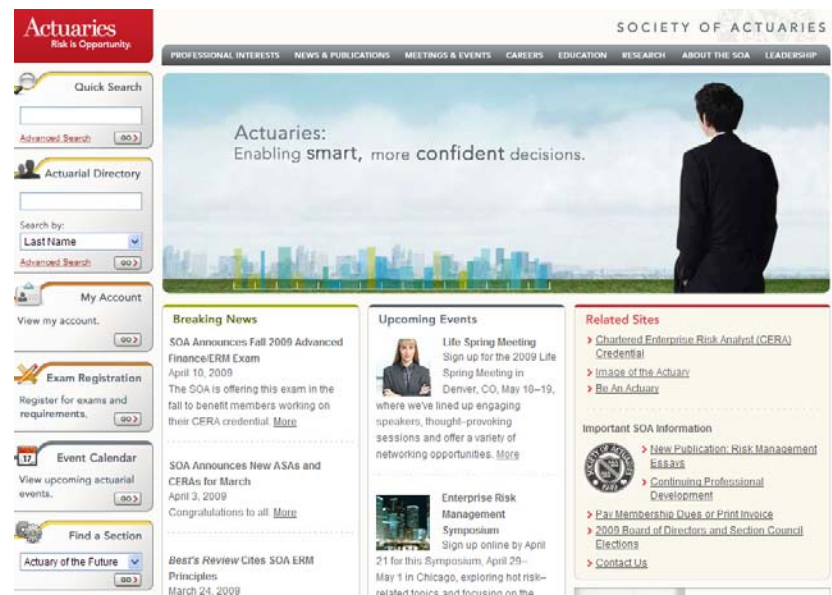 Actuaries
Risk is Opportunity.
SOCIETY OF ACTUARIES
PROFESSIONAL INTERESTS NEWS & PUBLICATIONS MEETINGS & EVENTS CAREERS EDUCATION RESEARCH ABOUT THE SOA LEADERSHIP
Quick Search
Advanced Search GO
Actuarial Directory
Search by:
Last Name
Advanced Search GO
My Account
View my account.
GO
Exam Registration
Register for exams and
requirements. GO
17 Event Calendar
View upcoming actuarial
events. GO
Find a Section
Actuary of the Future
GO
Actuaries:
Enabling smart, more confident decisions.
Breaking News
SOA Announces Fall 2009 Advanced
Finance/ERM Exam
April 10, 2009
The SOA is offering this exam in the
fall to benefit members working on
their CERA credential. More
SOA Announces New ASAs and
CERAs for March
April 3, 2009
Congratulations to all. More
Best's Review Cites SOA ERM
Principles
March 24, 2009
Upcoming Events
Life Spring Meeting
Sign up for the 2009 Life
Spring Meeting in
Denver, CO, May 18–19,
where we've lined up engaging
speakers, thought–provoking
sessions and offer a variety of
networking opportunities. More
Enterprise Risk
Management
Symposium
Sign up online by April
21 for this Symposium, April 29–
May 1 in Chicago, exploring hot risk–
related topics and focusing on the
Related Sites
Chartered Enterprise Risk Analyst (CERA)
Credential
Image of the Actuary
Be An Actuary
Important SOA Information
SOCIETY OF ACTUARIES
1949
New Publication: Risk Management
Essays
Continuing Professional
Development
Pay Membership Dues or Print Invoice
2009 Board of Directors and Section Council
Elections
Contact Us